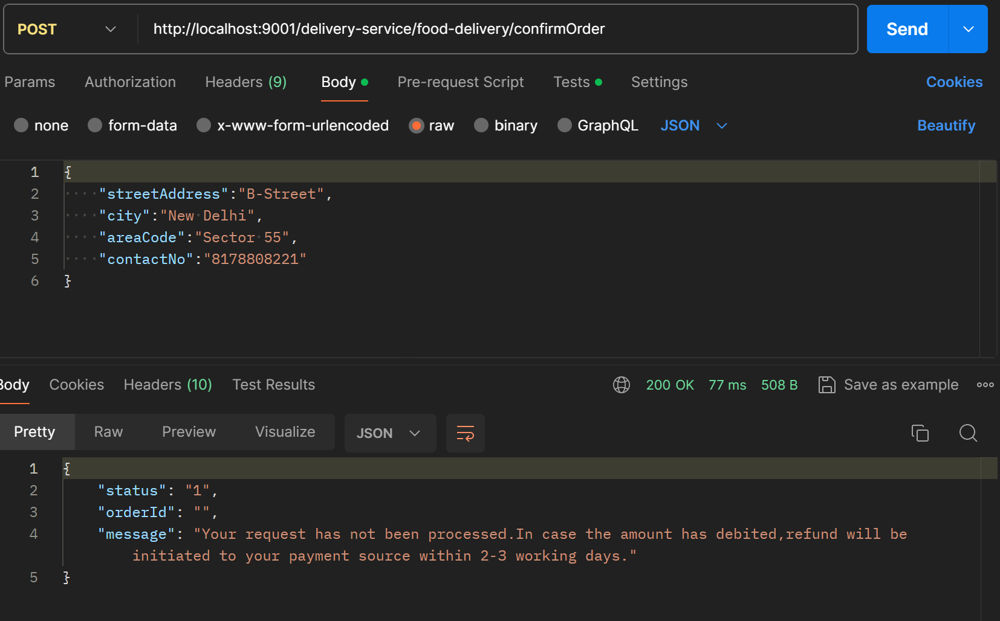 POST http://localhost:9001/delivery-service/food-delivery/confirmOrder Send
Params Authorization Headers (9) Body Pre-request Script Tests Settings Cookies
none form-data x-www-form-urlencoded raw binary GraphQL JSON Beautify
1 {
2 "streetAddress":"B-Street",
3 "city":"New Delhi",
4 "areaCode":"Sector 55",
5 "contactNo":"8178808221"
6 }
Body Cookies Headers (10) Test Results 200 OK 77 ms 508 B Save as example
Pretty Raw Preview Visualize JSON
1 {
2 "status": "1",
3 "orderId": "",
4 "message": "Your request has not been processed.In case the amount has debited,refund will be
initiated to your payment source within 2-3 working days."
5 }